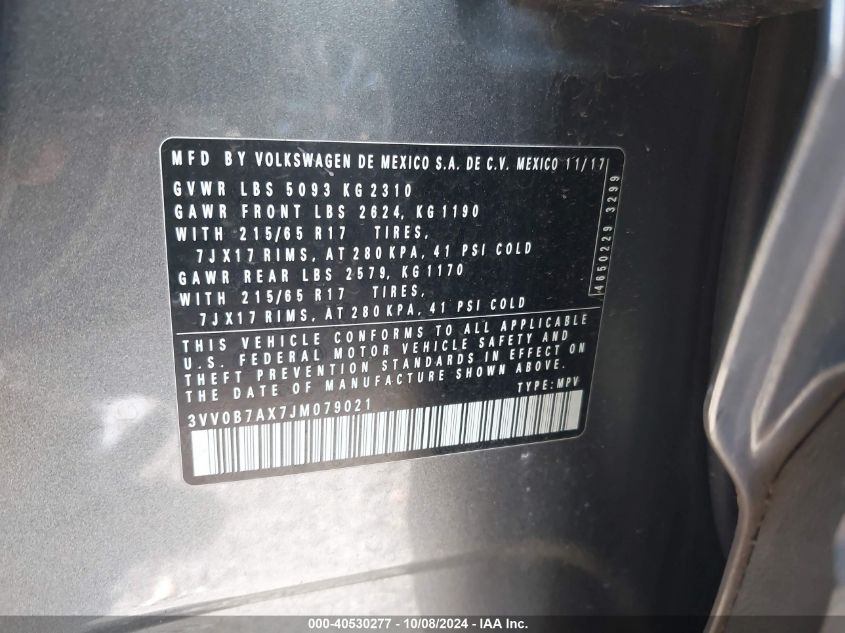 MFD BY VOLKSWAGEN DE MEXICO S.A. DE C.V. MEXICO 11/17
GVWR LBS 5093 KG 2310
GAWR FRONT LBS 2624, KG 1190
WITH 215/65 R17 TIRES,
7JX17 RIMS, AT 280 KPA, 41 PSI COLD
GAWR REAR LBS 2579, KG 1170
WITH 215/65 R17 TIRES,
7JX17 RIMS, AT 280 KPA, 41 PSI COLD
4650229 3299
THIS VEHICLE CONFORMS TO ALL APPLICABLE
U.S. FEDERAL MOTOR VEHICLE SAFETY AND
THEFT PREVENTION STANDARDS IN EFFECT ON
THE DATE OF MANUFACTURE SHOWN ABOVE.
3VV0B7AX7JM079021 TYPE: MPV
000-40530277 - 10/08/2024 - IAA Inc.